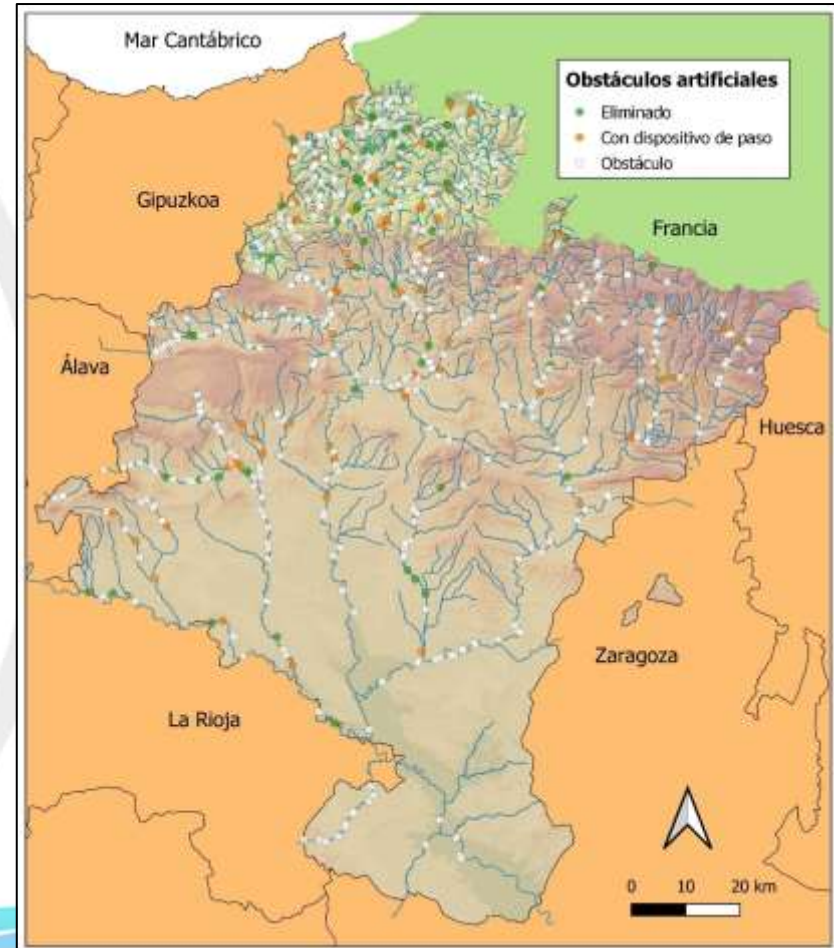 Mar Cantábrico
Obstáculos artificiales
Eliminado
Con dispositivo de paso
Obstáculo
Gipuzkoa
Francia
Álava
Huesca
Zaragoza
La Rioja
0 10 20 km